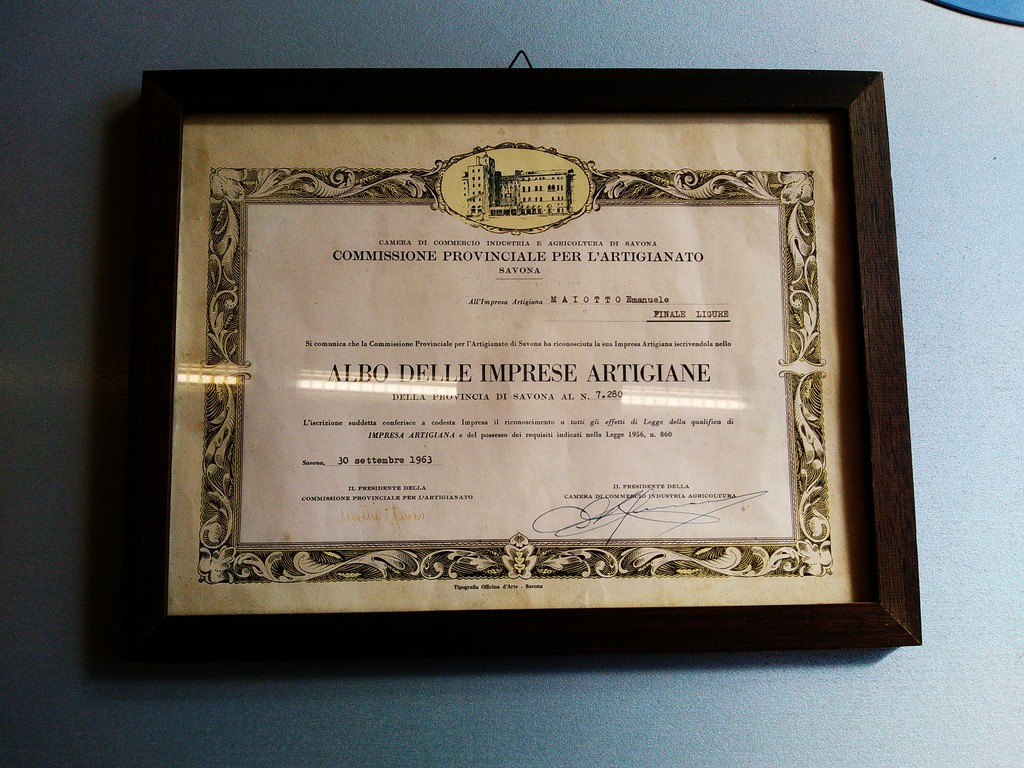 CAMERA DI COMMERCIO INDUSTRIA E AGRICOLTURA DI SAVONA
COMMISSIONE PROVINCIALE PER L'ARTIGIANATO
SAVONA
All'Impresa Artigiana MAIOTTO Emanuele
FINALE LIGURE
Si comunica che la Commissione Provinciale per l'Artigianato di Savona ha riconosciuta la sua Impresa Artigiana iscrivendola nello
ALBO DELLE IMPRESE ARTIGIANE
DELLA PROVINCIA DI SAVONA AL N. 7.280
L'iscrizione suddetta conferisce a codesta Impresa il riconoscimento a tutti gli effetti di Legge della qualifica di
IMPRESA ARTIGIANA e del possesso dei requisiti indicati nella Legge 1956, n. 860
Savona, 30 settembre 1963
IL PRESIDENTE DELLA
COMMISSIONE PROVINCIALE PER L'ARTIGIANATO
IL PRESIDENTE DELLA
CAMERA DI COMMERCIO INDUSTRIA AGRICOLTURA
Tipografia Officina d'Arte - Savona